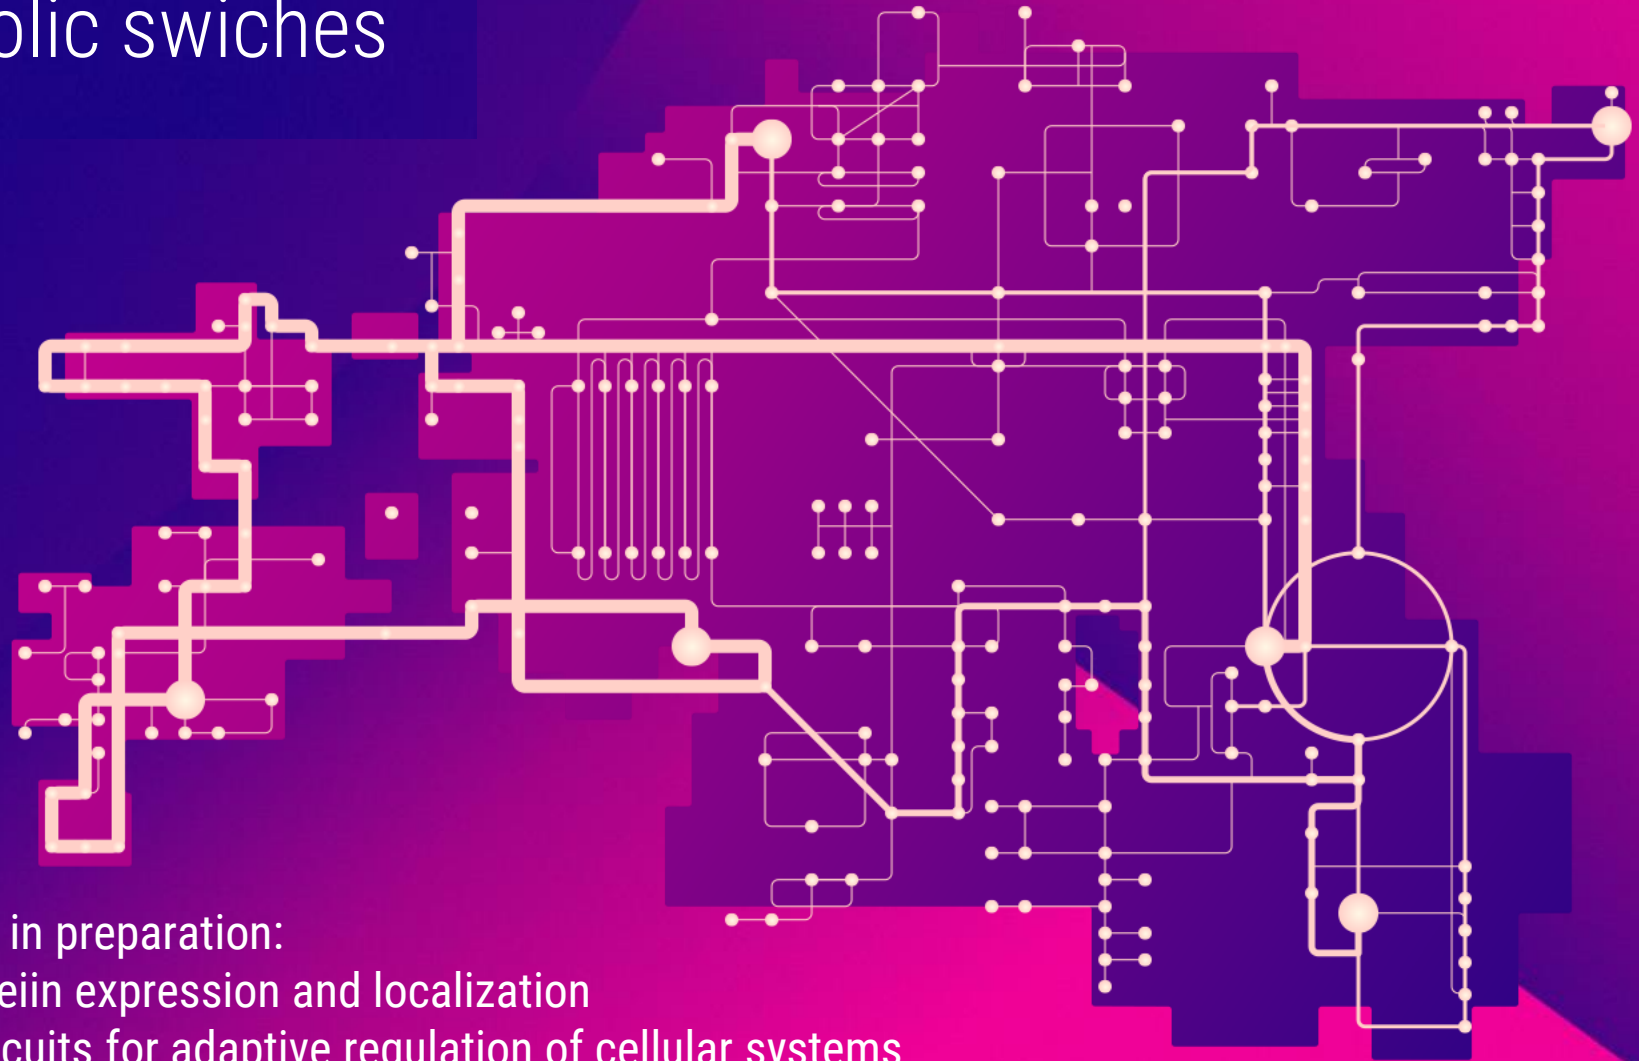 olic swiches
in preparation:
eiin expression and localization
cuits for adaptive regulation of cellular systems